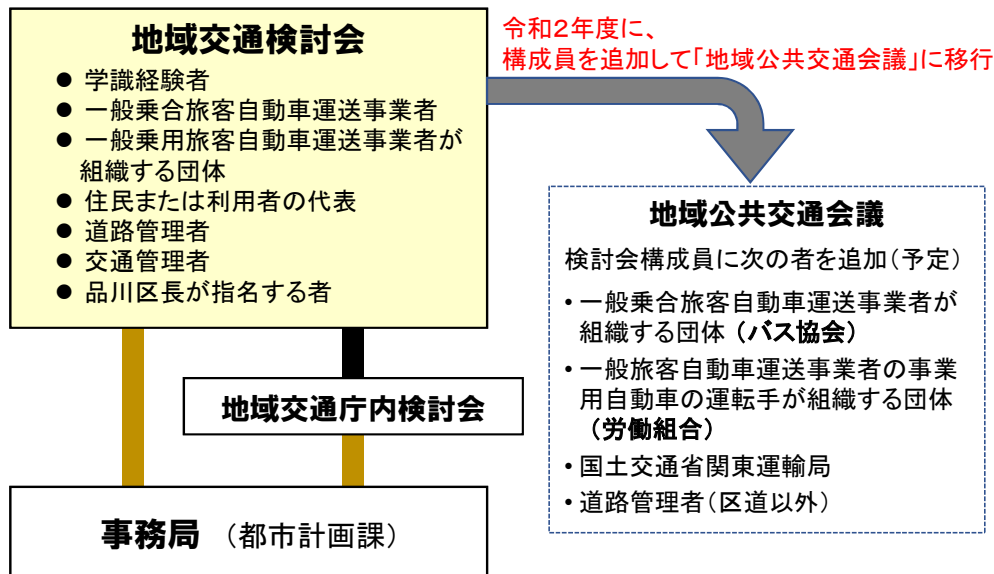 地域交通検討会
● 学識経験者
● 一般乗合旅客自動車運送事業者
● 一般乗用旅客自動車運送事業者が
組織する団体
● 住民または利用者の代表
● 道路管理者
● 交通管理者
● 品川区長が指名する者
令和2年度に、
構成員を追加して「地域公共交通会議」に移行
地域公共交通会議
検討会構成員に次の者を追加(予定)
・一般乗合旅客自動車運送事業者が
組織する団体(バス協会)
・一般旅客自動車運送事業者の事業
用自動車の運転手が組織する団体
(労働組合)
・国土交通省関東運輸局
・道路管理者(区道以外)
地域交通庁内検討会
事務局 (都市計画課)